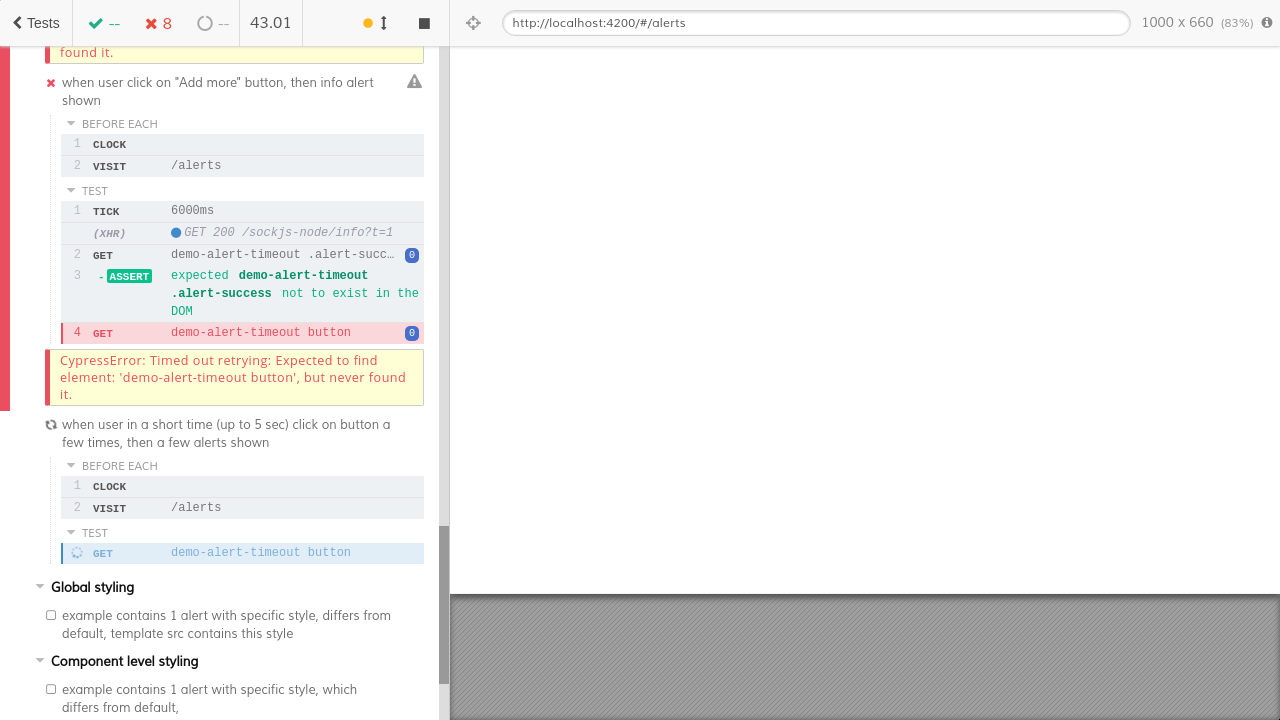 Tests
--
8
--
43.01
http://localhost:4200/#/alerts
1000 x 660 (83%)
found it.
when user click on "Add more" button, then info alert
shown
BEFORE EACH
1 CLOCK
2 VISIT /alerts
TEST
1 TICK 6000ms
(XHR) GET 200 /sockjs-node/info?t=1
2 GET demo-alert-timeout .alert-succ… 0
3 - ASSERT expected demo-alert-timeout
.alert-success not to exist in the
DOM
4 GET demo-alert-timeout button 0
CypressError: Timed out retrying: Expected to find
element: 'demo-alert-timeout button', but never found
it.
when user in a short time (up to 5 sec) click on button a
few times, then a few alerts shown
BEFORE EACH
1 CLOCK
2 VISIT /alerts
TEST
GET demo-alert-timeout button
Global styling
example contains 1 alert with specific style, differs from
default, template src contains this style
Component level styling
example contains 1 alert with specific style, which
differs from default,